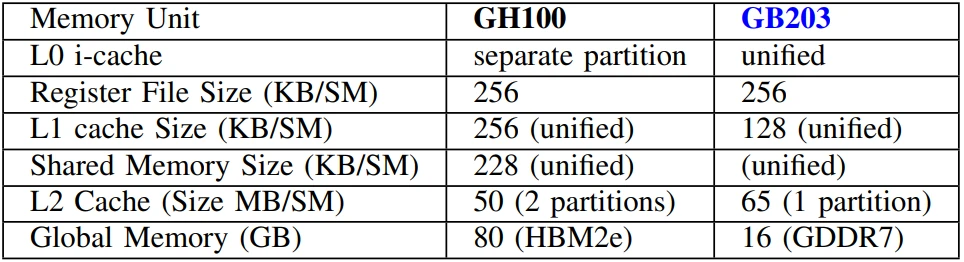 Memory Unit GH100 GB203
L0 i-cache separate partition unified
Register File Size (KB/SM) 256 256
L1 cache Size (KB/SM) 256 (unified) 128 (unified)
Shared Memory Size (KB/SM) 228 (unified) (unified)
L2 Cache (Size MB/SM) 50 (2 partitions) 65 (1 partition)
Global Memory (GB) 80 (HBM2e) 16 (GDDR7)